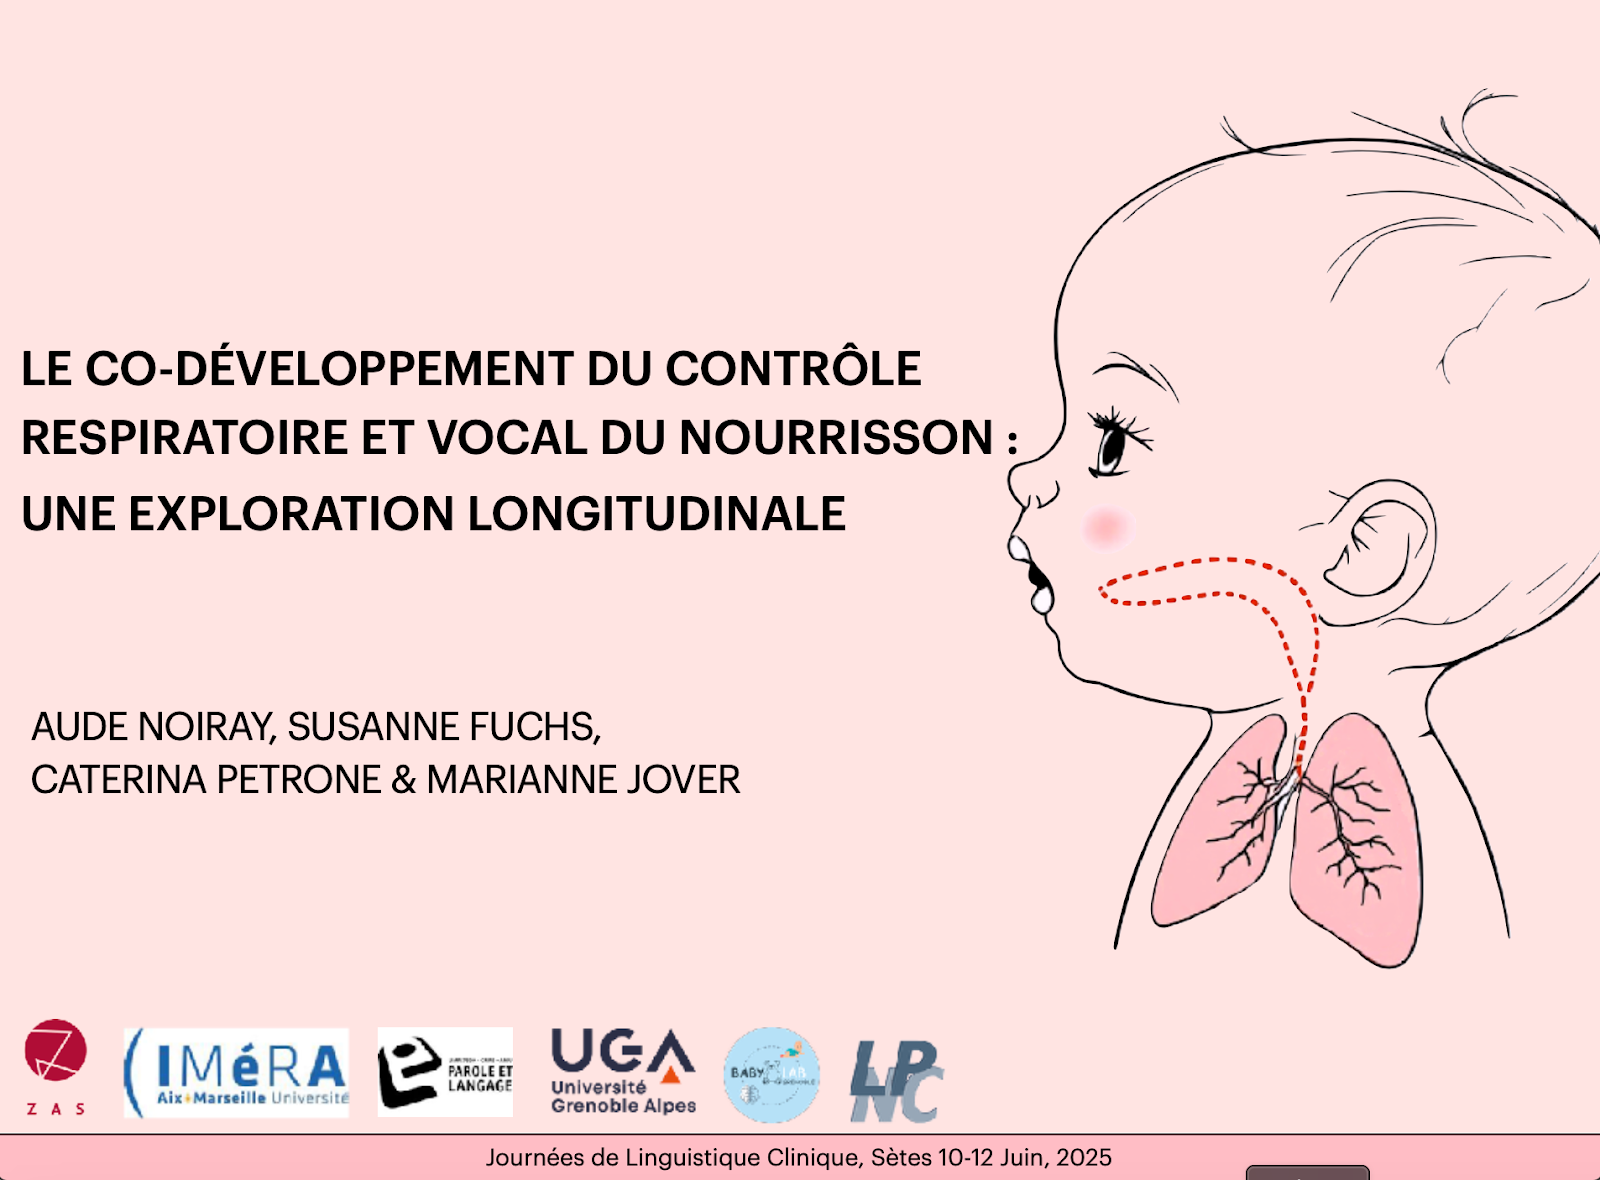 LE CO-DÉVELOPPEMENT DU CONTRÔLE
RESPIRATOIRE ET VOCAL DU NOURRISSON :
UNE EXPLORATION LONGITUDINALE
AUDE NOIRAY, SUSANNE FUCHS,
CATERINA PETRONE & MARIANNE JOVER
ZAS
IMéRA
Aix Marseille Université
PAROLE ET
LANGAGE
UGA
Université
Grenoble Alpes
BABY LAB
LPNC
Journées de Linguistique Clinique, Sètes 10-12 Juin, 2025